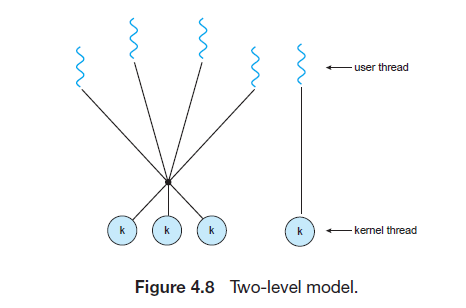 user thread
k k k k kernel thread
Figure 4.8 Two-level model.